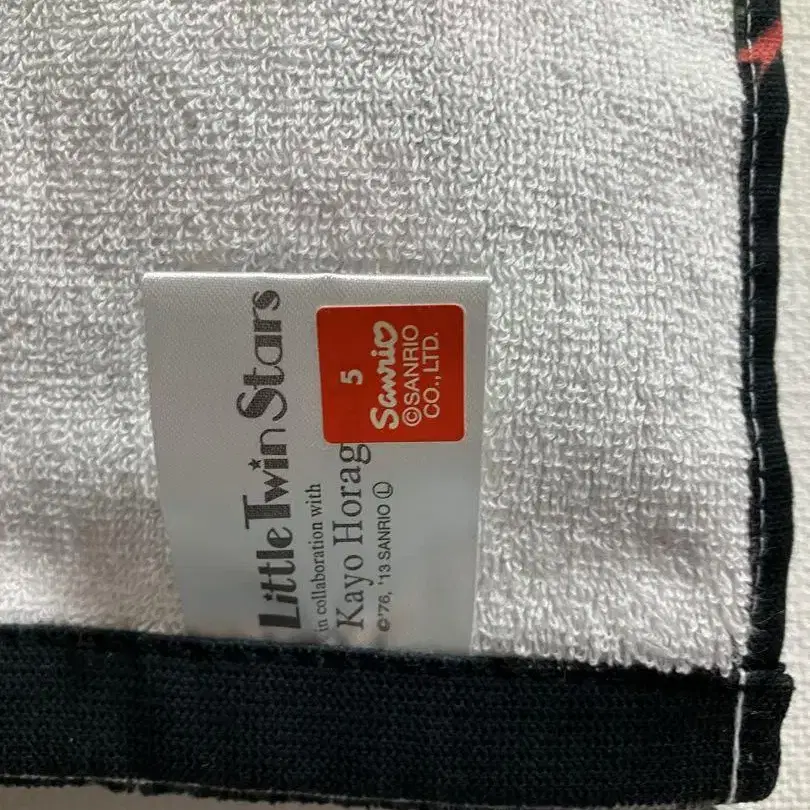 Little Twin Stars
in collaboration with
Kayo Horag
©'76, '13 SANRIO Ⓛ
5
Sanrio
©SANRIO
CO., LTD.